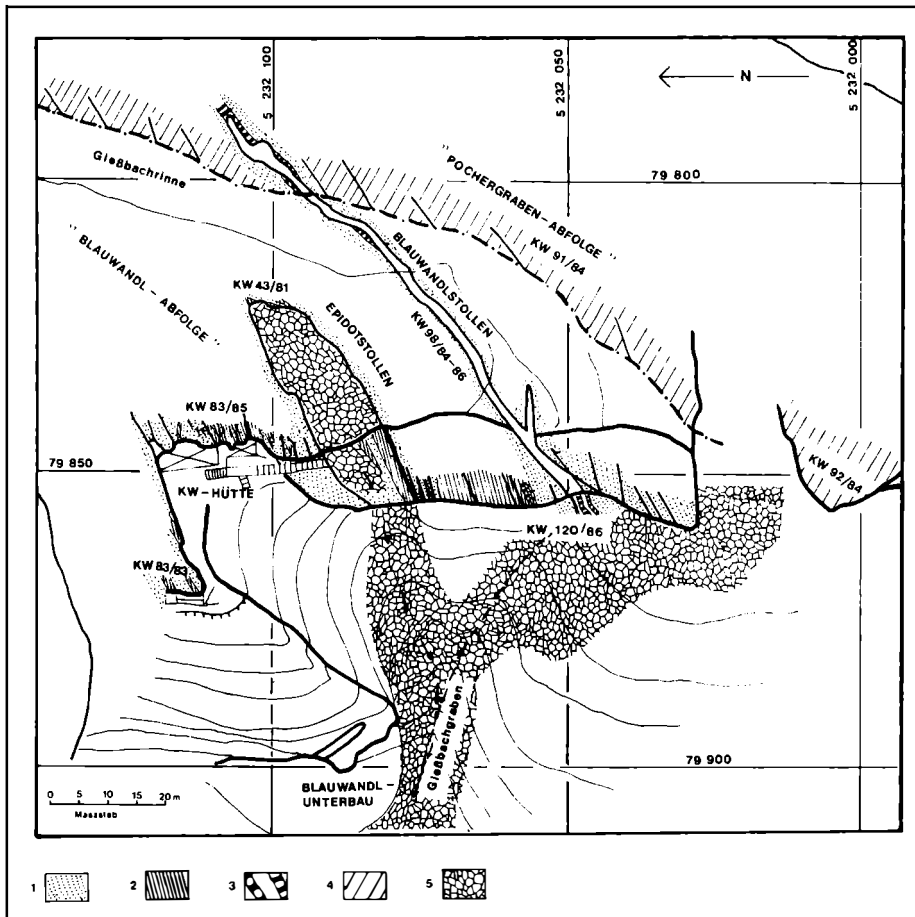 5 232 100
5 232 050
5 232 000
N
Gießbachrinne
79 800
"POCHERGRABEN-ABFOLGE"
KW 91/84
"BLAUWANDL-ABFOLGE"
KW 43/81
BLAUWANDLSTOLLEN
EPIDOTSTOLLEN
KW 98/84-86
KW 83/85
79 850
KW-HÜTTE
KW 92/84
KW 120/86
KW 83/83
Gießbachgraben
79 900
BLAUWANDL-
UNTERBAU
0 5 10 15 20 m
Massstab
1 2 3 4 5